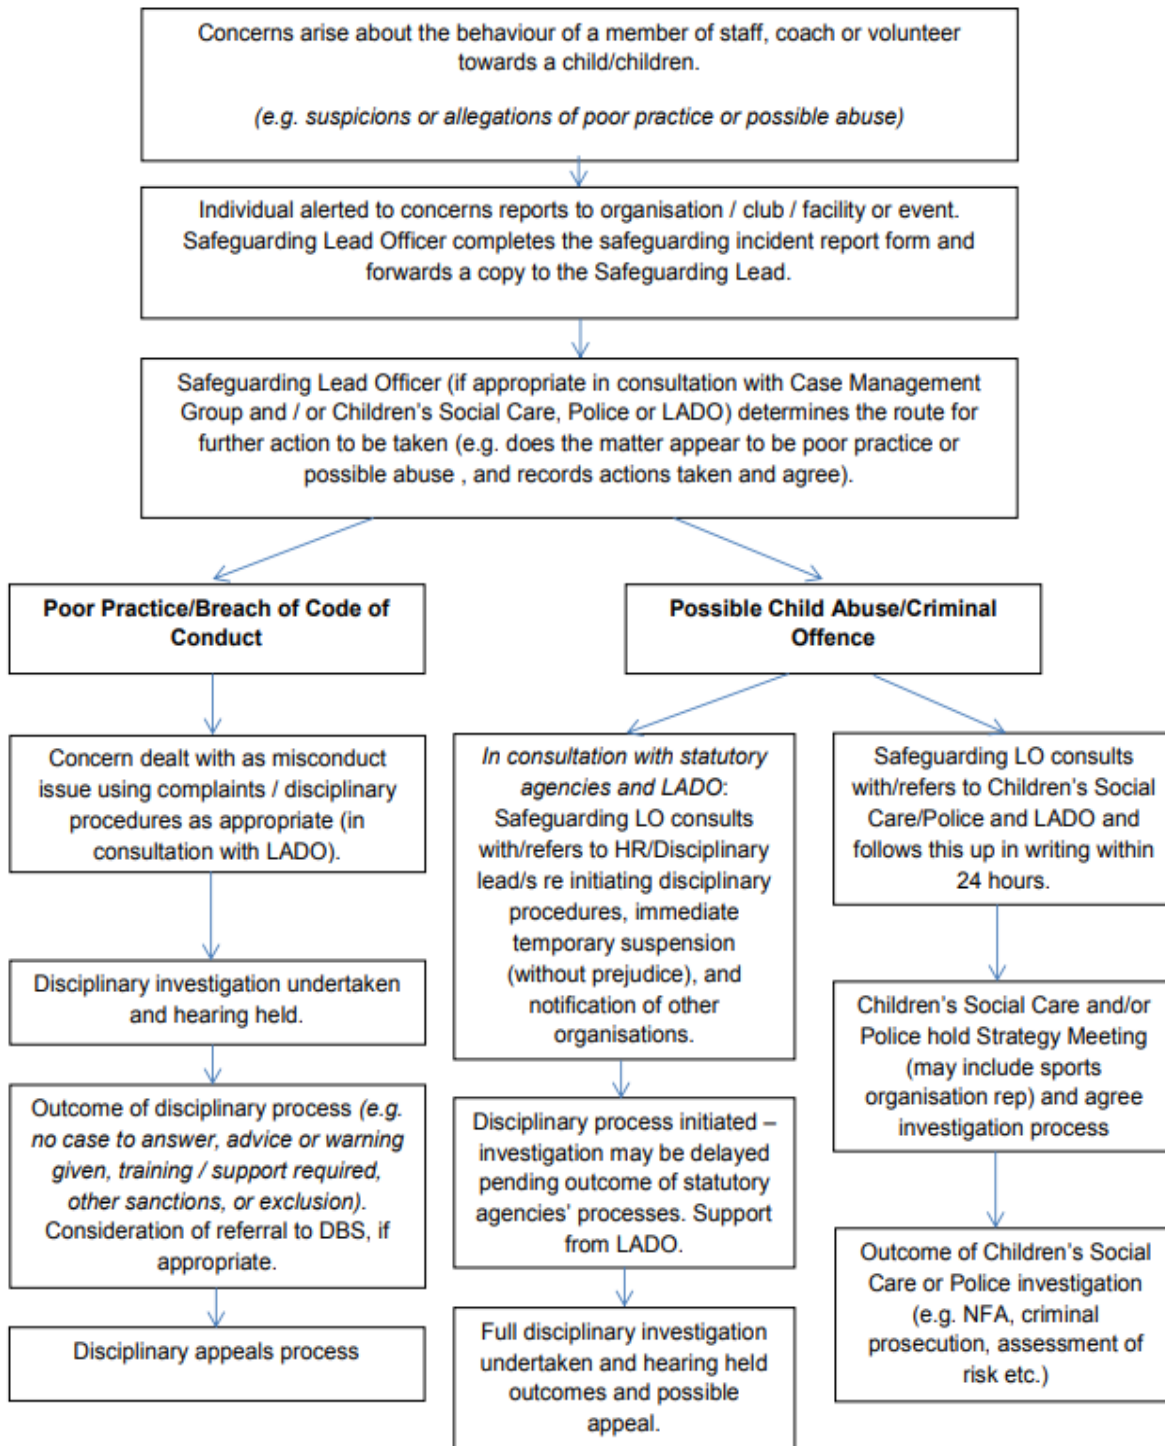 Concerns arise about the behaviour of a member of staff, coach or volunteer
towards a child/children.
(e.g. suspicions or allegations of poor practice or possible abuse)
Individual alerted to concerns reports to organisation / club / facility or event.
Safeguarding Lead Officer completes the safeguarding incident report form and
forwards a copy to the Safeguarding Lead.
Safeguarding Lead Officer (if appropriate in consultation with Case Management
Group and / or Children's Social Care, Police or LADO) determines the route for
further action to be taken (e.g. does the matter appear to be poor practice or
possible abuse , and records actions taken and agree).
Poor Practice/Breach of Code of
Conduct
Concern dealt with as misconduct
issue using complaints / disciplinary
procedures as appropriate (in
consultation with LADO).
Disciplinary investigation undertaken
and hearing held.
Outcome of disciplinary process (e.g.
no case to answer, advice or warning
given, training / support required,
other sanctions, or exclusion).
Consideration of referral to DBS, if
appropriate.
Disciplinary appeals process
Possible Child Abuse/Criminal
Offence
In consultation with statutory
agencies and LADO:
Safeguarding LO consults
with/refers to HR/Disciplinary
lead/s re initiating disciplinary
procedures, immediate
temporary suspension
(without prejudice), and
notification of other
organisations.
Disciplinary process initiated –
investigation may be delayed
pending outcome of statutory
agencies' processes. Support
from LADO.
Full disciplinary investigation
undertaken and hearing held
outcomes and possible
appeal.
Safeguarding LO consults
with/refers to Children's Social
Care/Police and LADO and
follows this up in writing within
24 hours.
Children's Social Care and/or
Police hold Strategy Meeting
(may include sports
organisation rep) and agree
investigation process
Outcome of Children's Social
Care or Police investigation
(e.g. NFA, criminal
prosecution, assessment of
risk etc.)